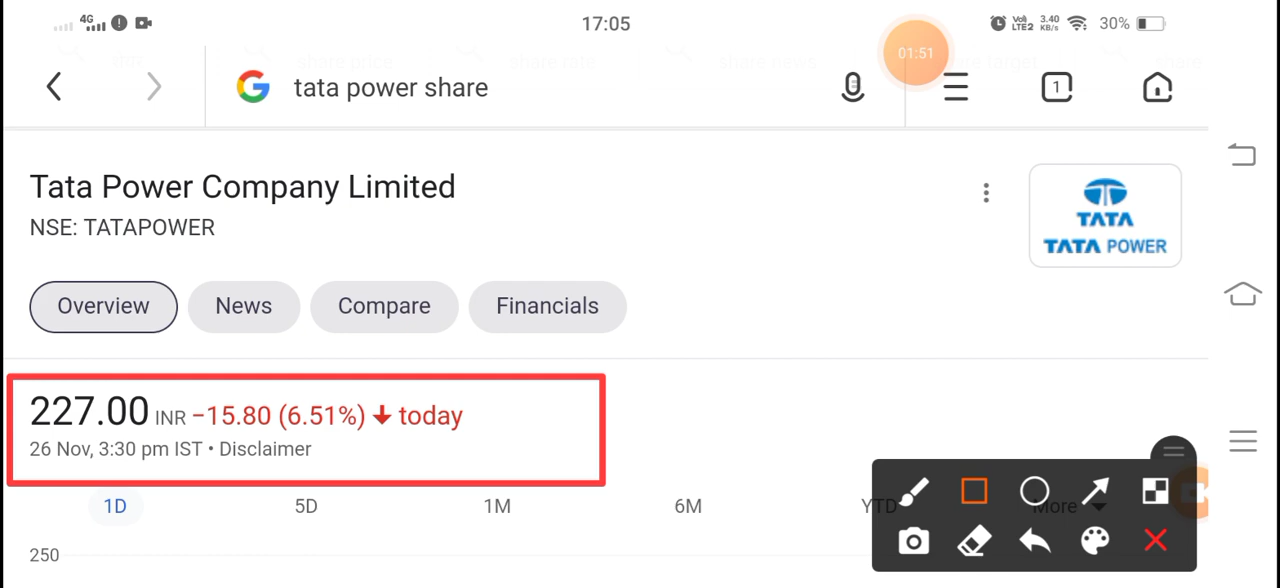 4G
17:05
VoI) LTE2
3.40 KB/s
30%
01:51
tata power share
1
Tata Power Company Limited
NSE: TATAPOWER
TATA
TATA POWER
Overview
News
Compare
Financials
227.00 INR −15.80 (6.51%) ↓ today
26 Nov, 3:30 pm IST • Disclaimer
1D
5D
1M
6M
YTD
More
250